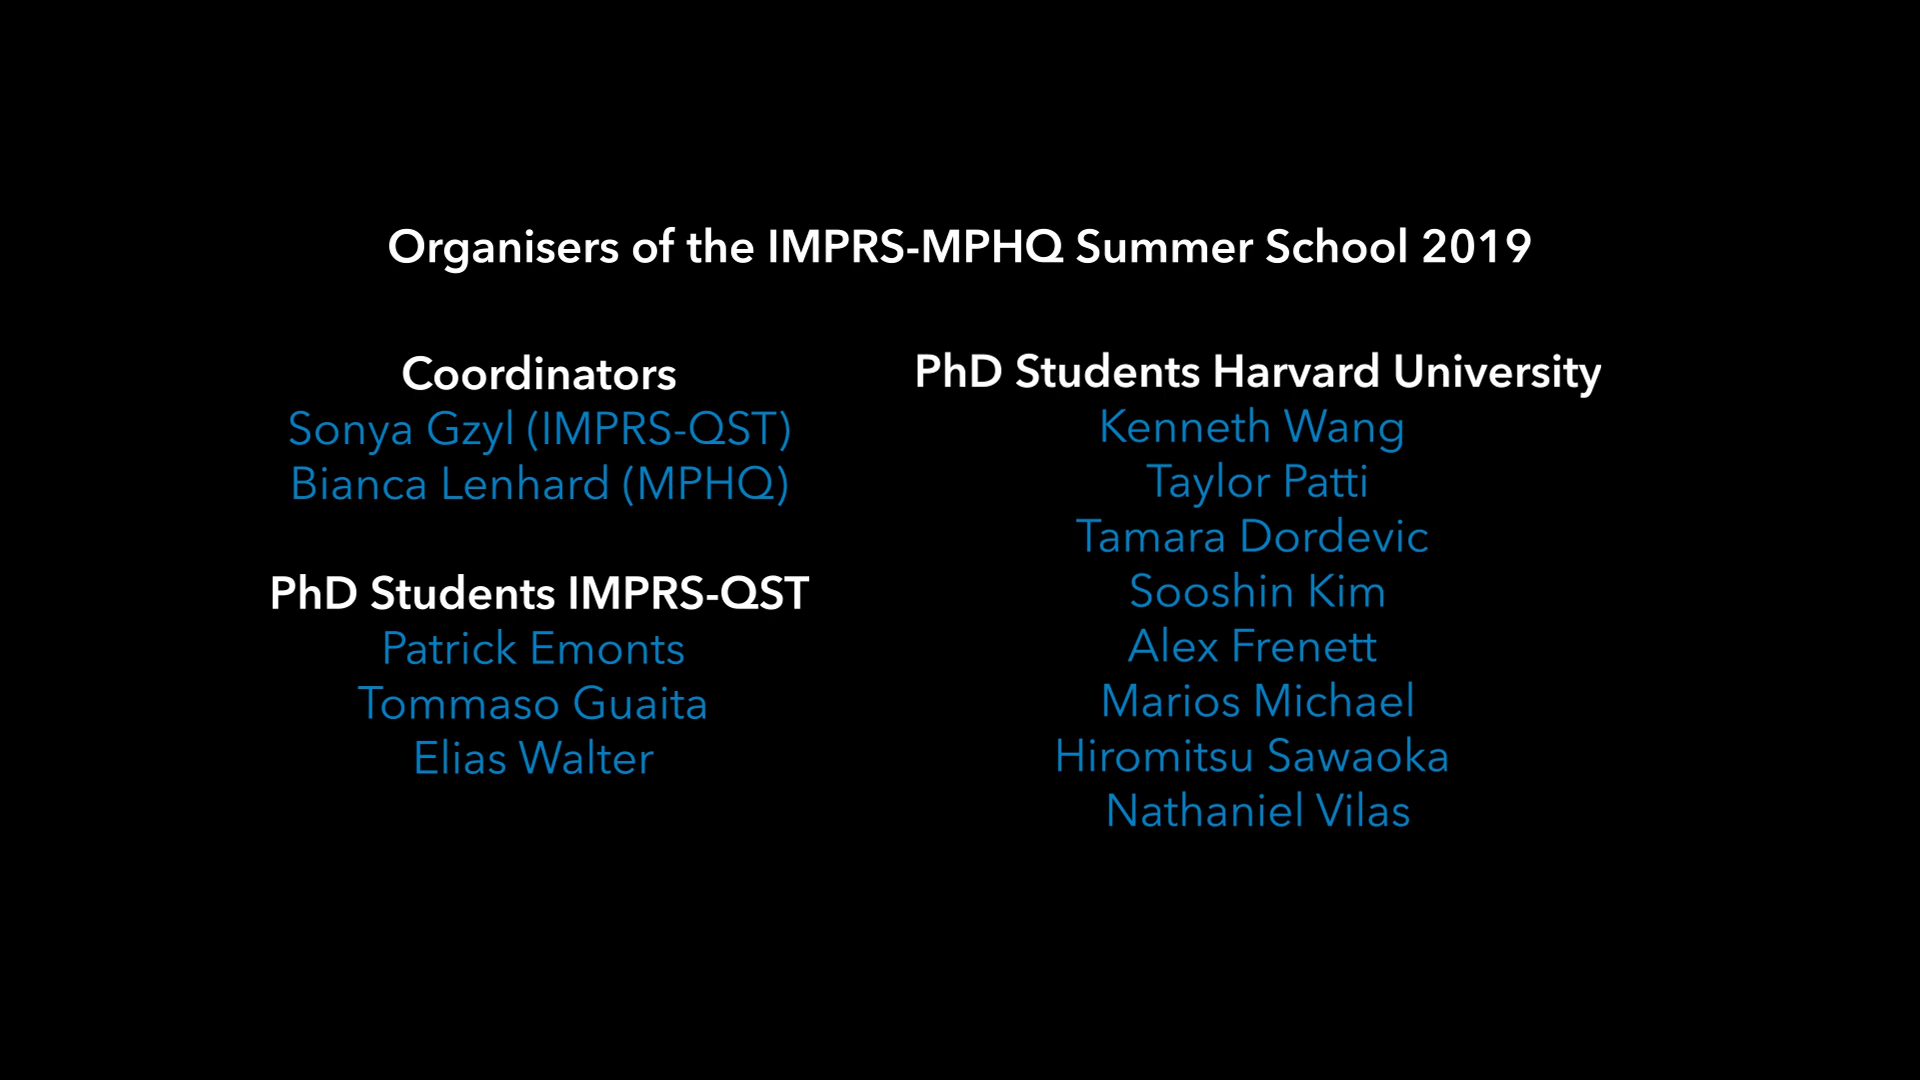 Organisers of the IMPRS-MPHQ Summer School 2019
Coordinators
Sonya Gzyl (IMPRS-QST)
Bianca Lenhard (MPHQ)
PhD Students IMPRS-QST
Patrick Emonts
Tommaso Guaita
Elias Walter
PhD Students Harvard University
Kenneth Wang
Taylor Patti
Tamara Dordevic
Sooshin Kim
Alex Frenett
Marios Michael
Hiromitsu Sawaoka
Nathaniel Vilas